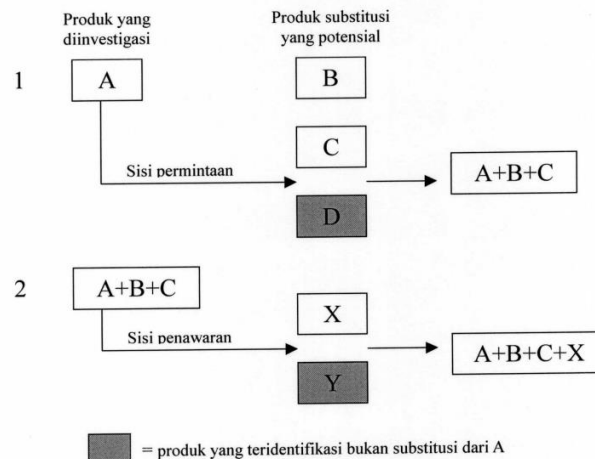 Produk yang
diinvestigasi
Produk substitusi
yang potensial
1
A
B
C
Sisi permintaan
D
A+B+C
2
A+B+C
X
Sisi penawaran
Y
A+B+C+X
= produk yang teridentifikasi bukan substitusi dari A